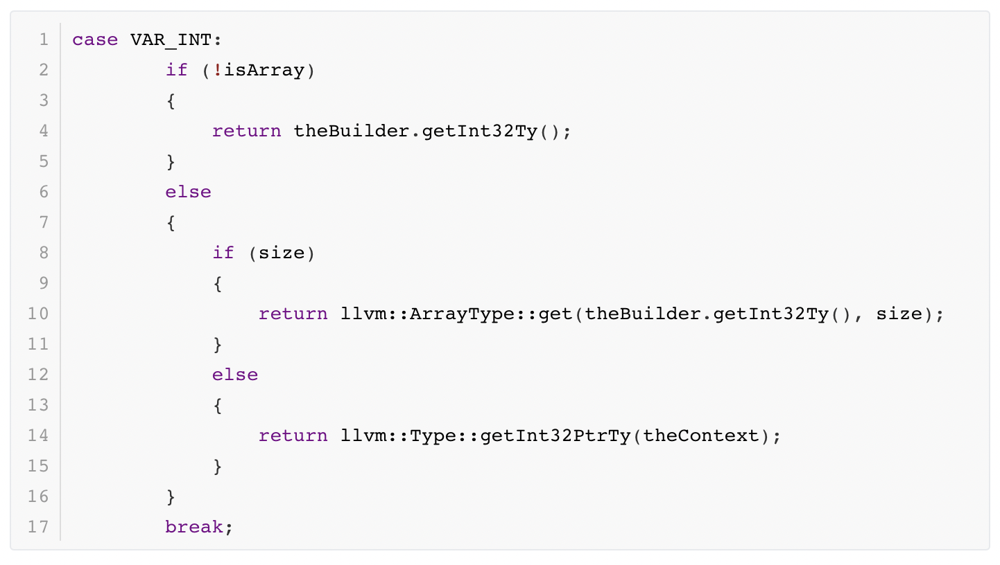 1 case VAR_INT:
2         if (!isArray)
3         {
4             return theBuilder.getInt32Ty();
5         }
6         else
7         {
8             if (size)
9             {
10                 return llvm::ArrayType::get(theBuilder.getInt32Ty(), size);
11             }
12             else
13             {
14                 return llvm::Type::getInt32PtrTy(theContext);
15             }
16         }
17         break;